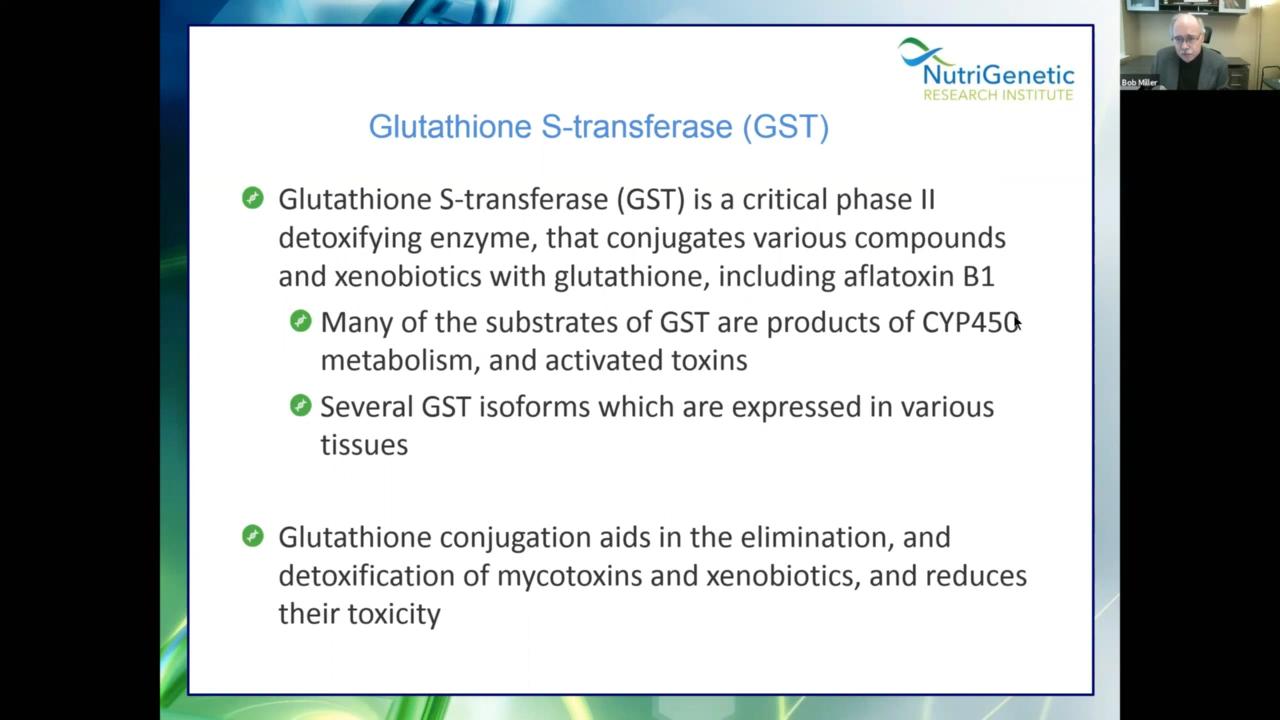 NutriGenetic
RESEARCH INSTITUTE
Bob Miller
Glutathione S-transferase (GST)
Glutathione S-transferase (GST) is a critical phase II
detoxifying enzyme, that conjugates various compounds
and xenobiotics with glutathione, including aflatoxin B1
Many of the substrates of GST are products of CYP450
metabolism, and activated toxins
Several GST isoforms which are expressed in various
tissues
Glutathione conjugation aids in the elimination, and
detoxification of mycotoxins and xenobiotics, and reduces
their toxicity